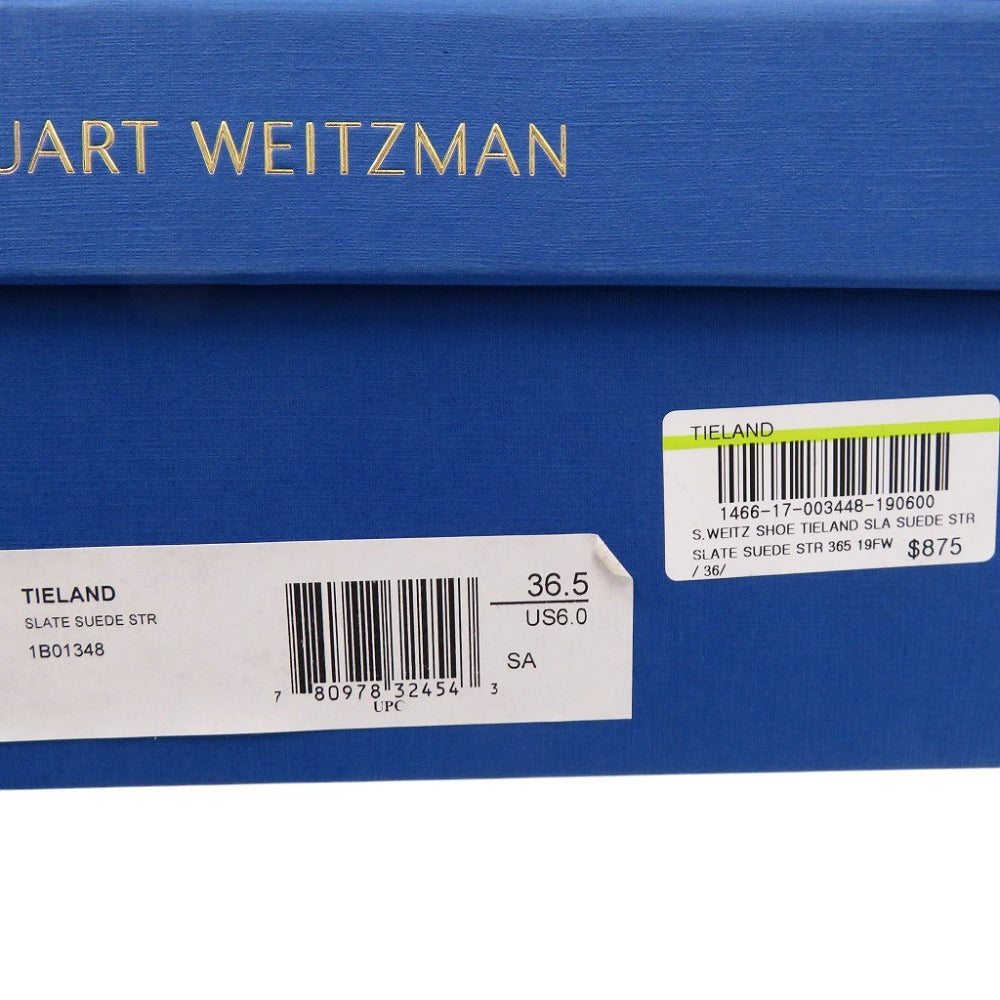 UART WEITZMAN
TIELAND
1466-17-003448-190600
S.WEITZ SHOE TIELAND SLA SUEDE STR
SLATE SUEDE STR 365 19FW $875
/ 36/
TIELAND
SLATE SUEDE STR
1B01348
7 80978 32454 3
UPC
36.5
US6.0
SA